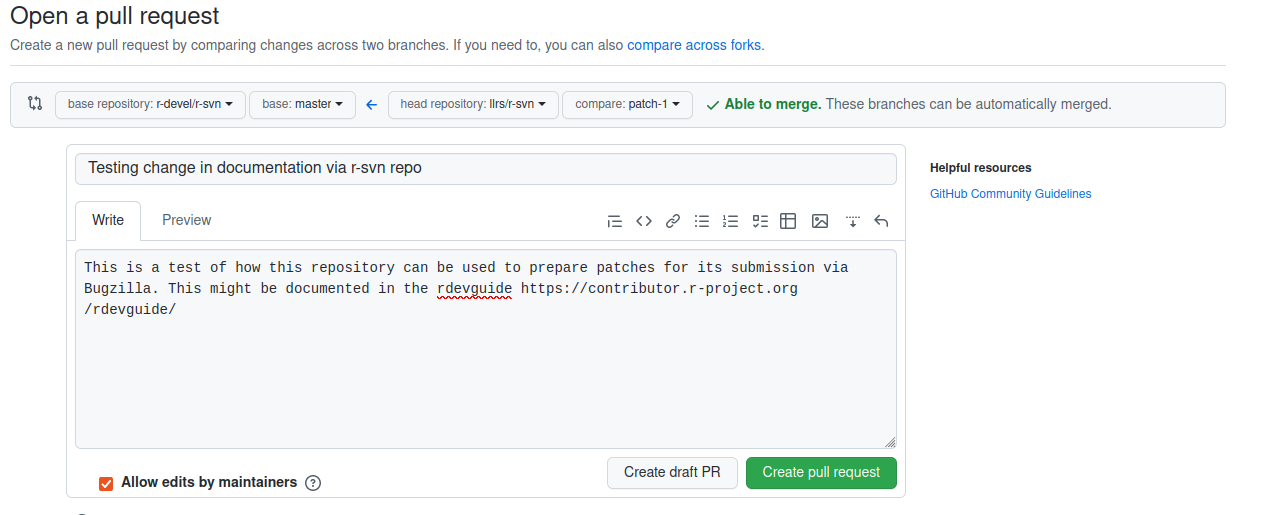 Open a pull request
Create a new pull request by comparing changes across two branches. If you need to, you can also compare across forks.
base repository: r-devel/r-svn base: master head repository: llrs/r-svn compare: patch-1 Able to merge. These branches can be automatically merged.
Testing change in documentation via r-svn repo
Helpful resources
GitHub Community Guidelines
Write Preview
This is a test of how this repository can be used to prepare patches for its submission via
Bugzilla. This might be documented in the rdevguide https://contributor.r-project.org
/rdevguide/
Allow edits by maintainers ?
Create draft PR Create pull request